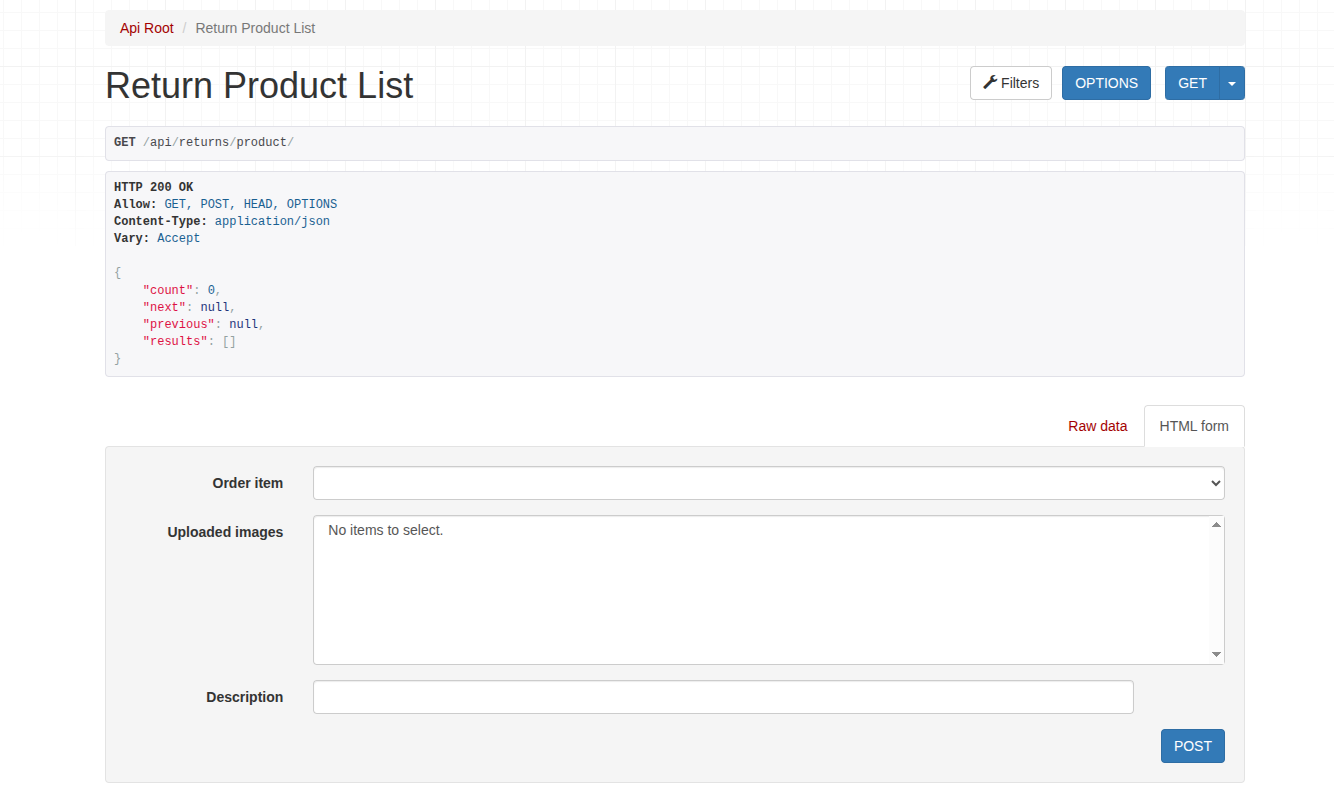 Api Root / Return Product List
Return Product List
Filters
OPTIONS
GET
GET /api/returns/product/
HTTP 200 OK
Allow: GET, POST, HEAD, OPTIONS
Content-Type: application/json
Vary: Accept
{
    "count": 0,
    "next": null,
    "previous": null,
    "results": []
}
Raw data
HTML form
Order item
Uploaded images
No items to select.
Description
POST